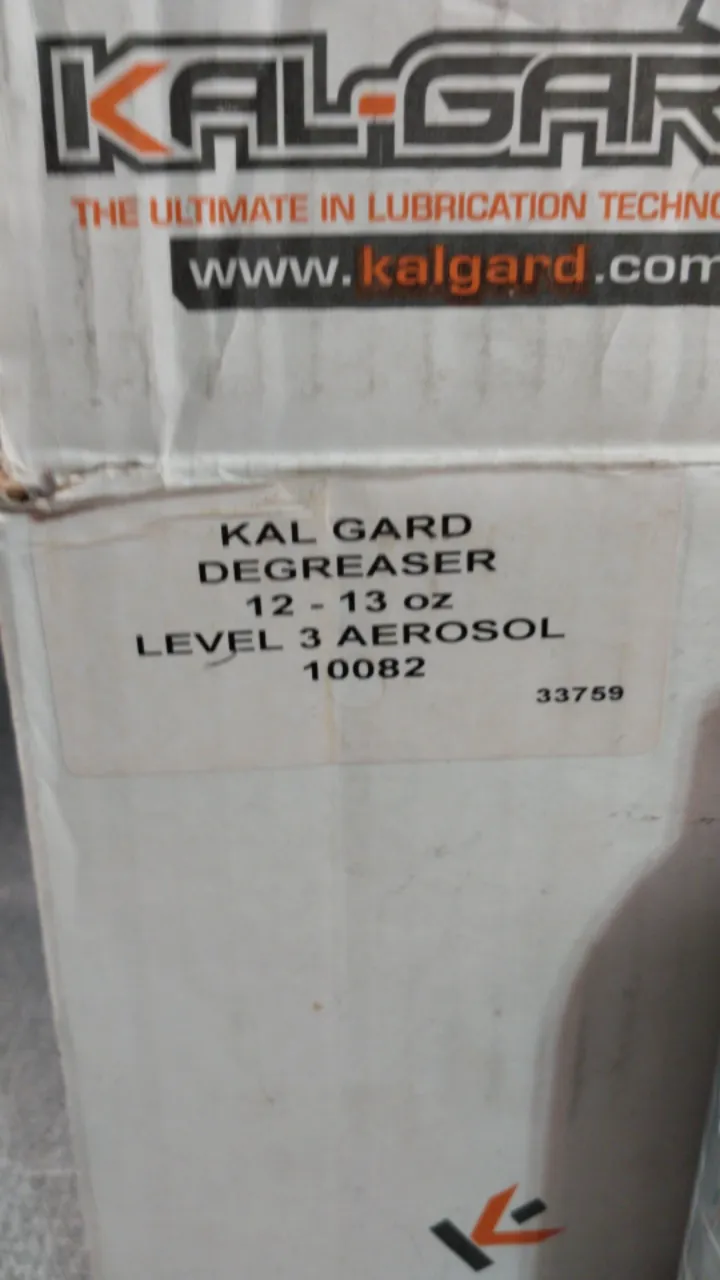 KAL-GAR
THE ULTIMATE IN LUBRICATION TECHNO
www.kalgard.com
KAL GARD
DEGREASER
12 - 13 oz
LEVEL 3 AEROSOL
10082
33759